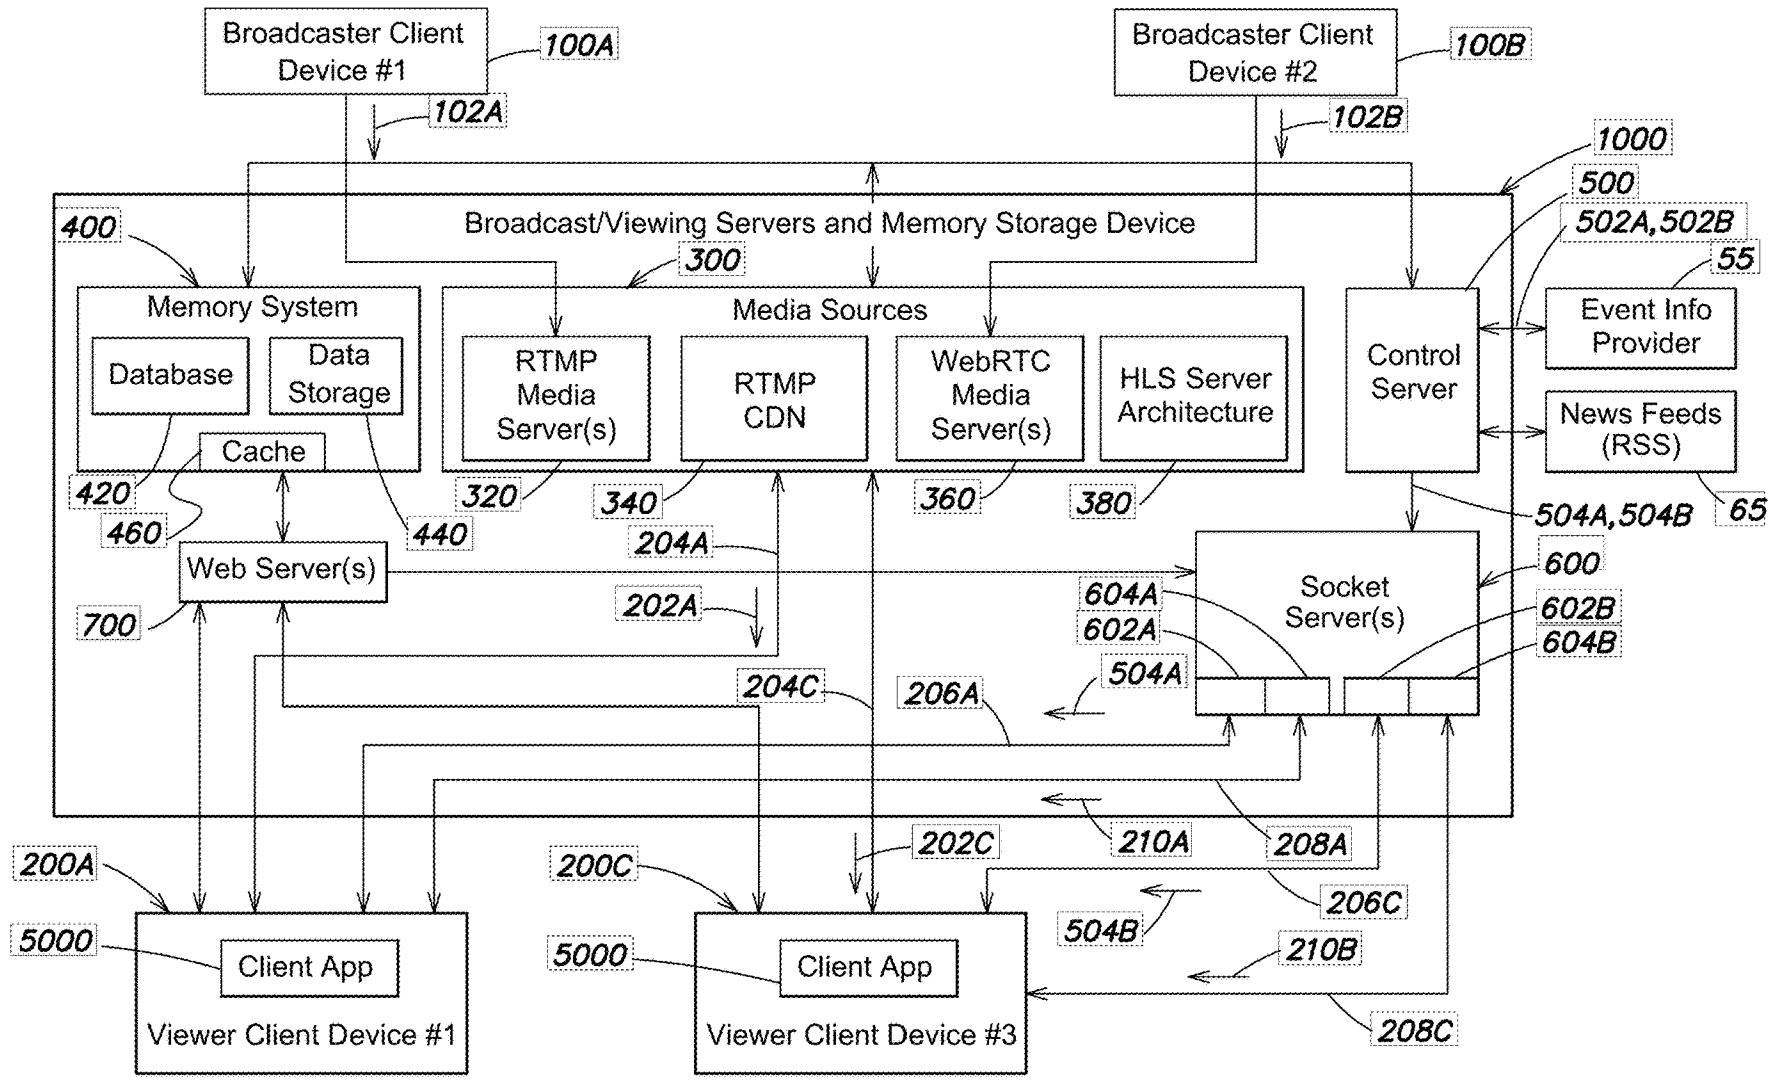 Broadcaster Client
Device #1
100A
Broadcaster Client
Device #2
100B
102A
102B
1000
500
502A,502B
400
Broadcast/Viewing Servers and Memory Storage Device
300
55
Memory System
Database
Data
Storage
Cache
Media Sources
RTMP
Media
Server(s)
RTMP
CDN
WebRTC
Media
Server(s)
HLS Server
Architecture
Control
Server
Event Info
Provider
News Feeds
(RSS)
420
460
440
320
340
360
380
65
504A,504B
204A
Web Server(s)
700
202A
604A
602A
Socket
Server(s)
600
602B
604B
204C
206A
504A
200A
200C
202C
210A
208A
206C
504B
210B
208C
5000
Client App
Viewer Client Device #1
5000
Client App
Viewer Client Device #3